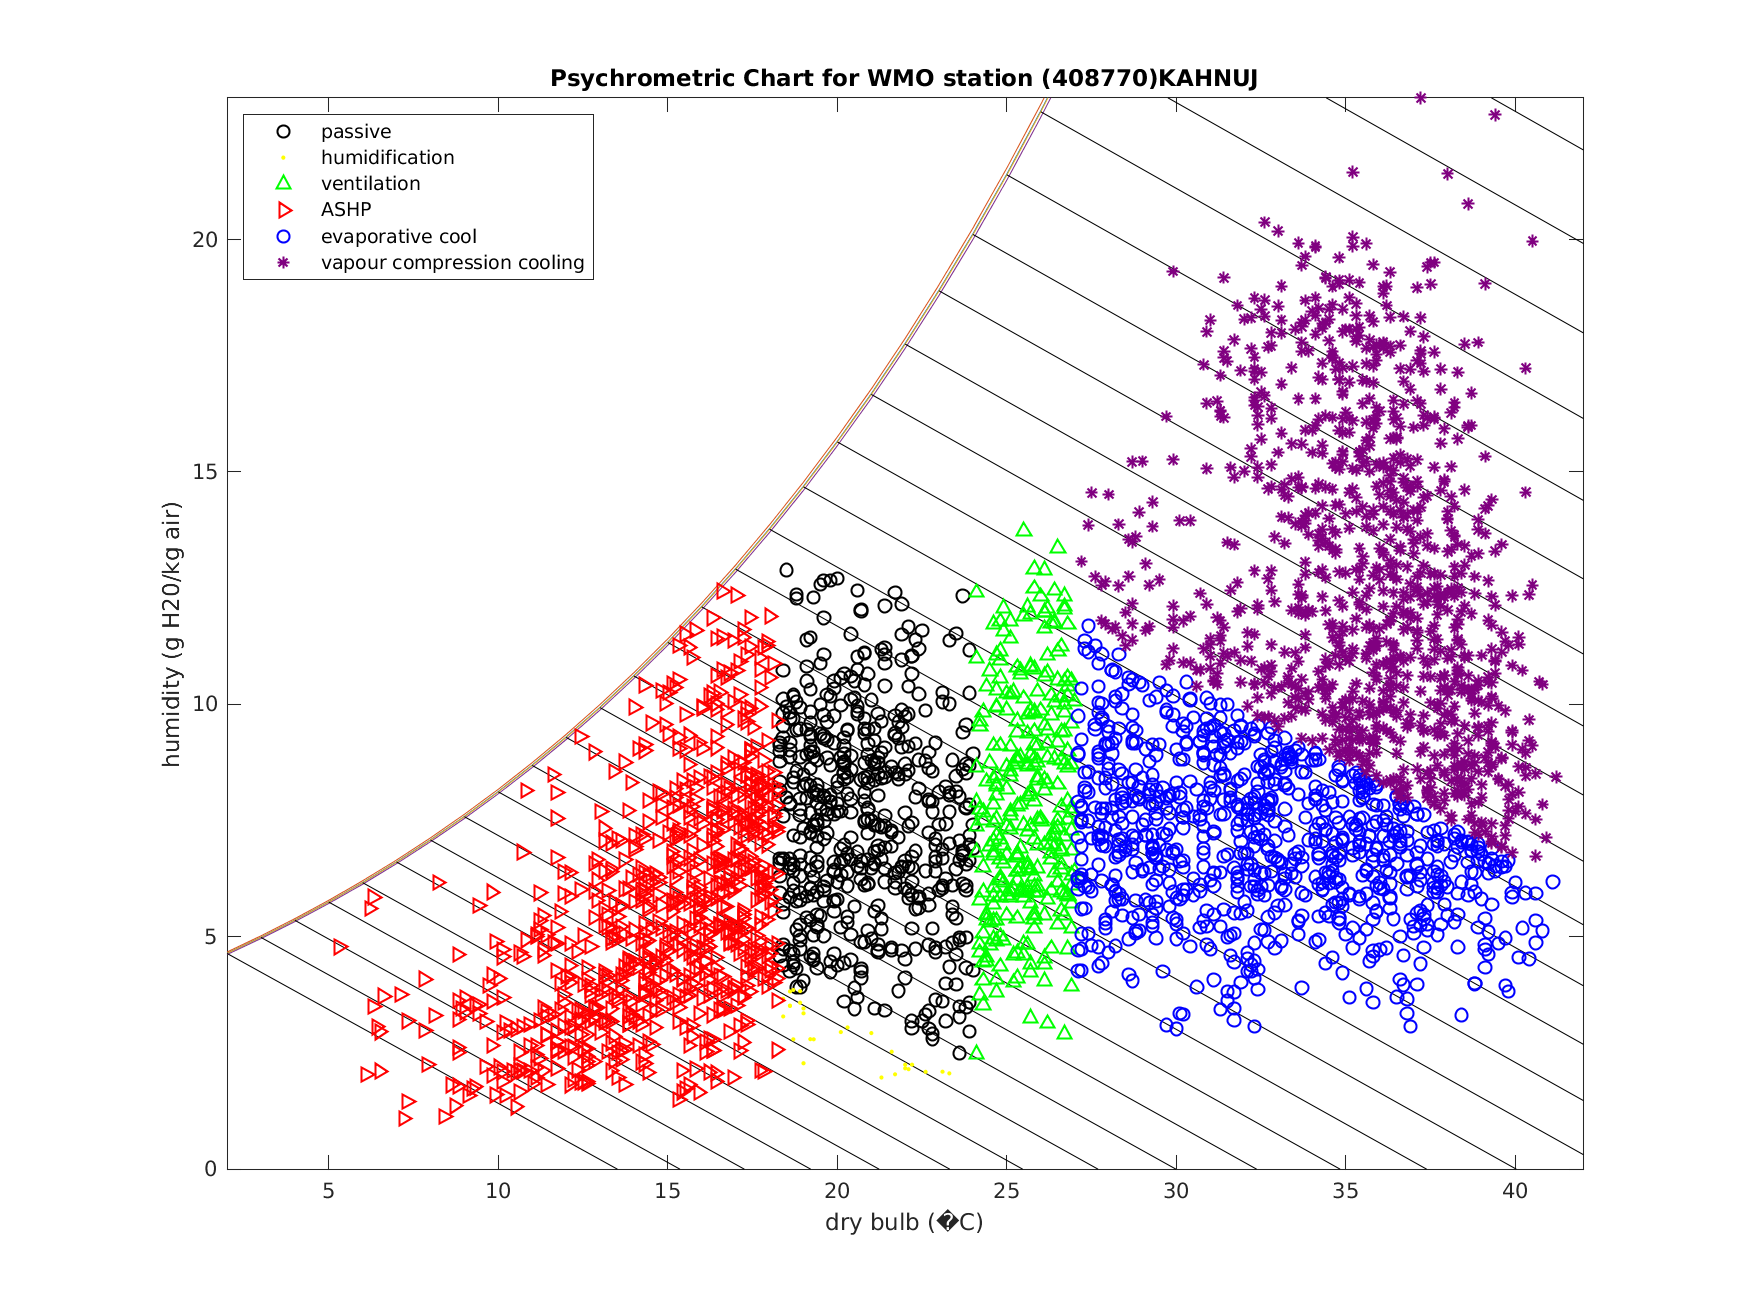 Psychrometric Chart for WMO station (408770)KAHNUJ
passive
humidification
ventilation
ASHP
evaporative cool
vapour compression cooling
humidity (g H20/kg air)
20
15
10
5
0
5 10 15 20 25 30 35 40
dry bulb (�C)